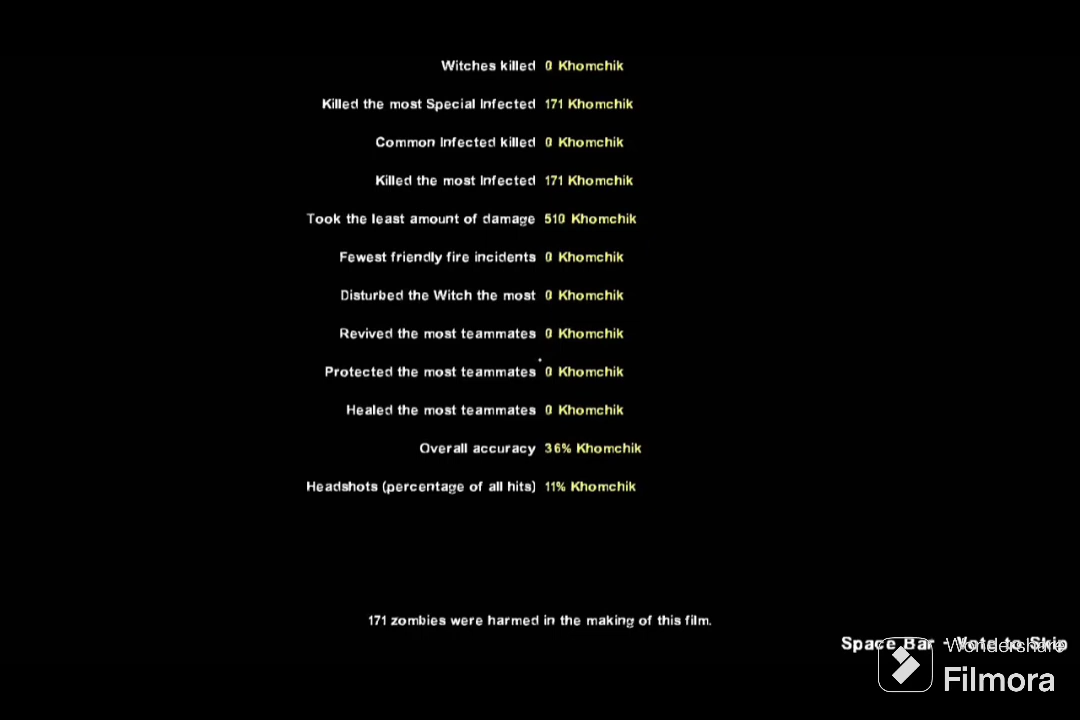 Witches killed 0 Khomchik
Killed the most Special Infected 171 Khomchik
Common Infected killed 0 Khomchik
Killed the most Infected 171 Khomchik
Took the least amount of damage 510 Khomchik
Fewest friendly fire incidents 0 Khomchik
Disturbed the Witch the most 0 Khomchik
Revived the most teammates 0 Khomchik
Protected the most teammates 0 Khomchik
Healed the most teammates 0 Khomchik
Overall accuracy 36% Khomchik
Headshots (percentage of all hits) 11% Khomchik
171 zombies were harmed in the making of this film.
Space Bar - Vote to Skip
Wondershare
Filmora